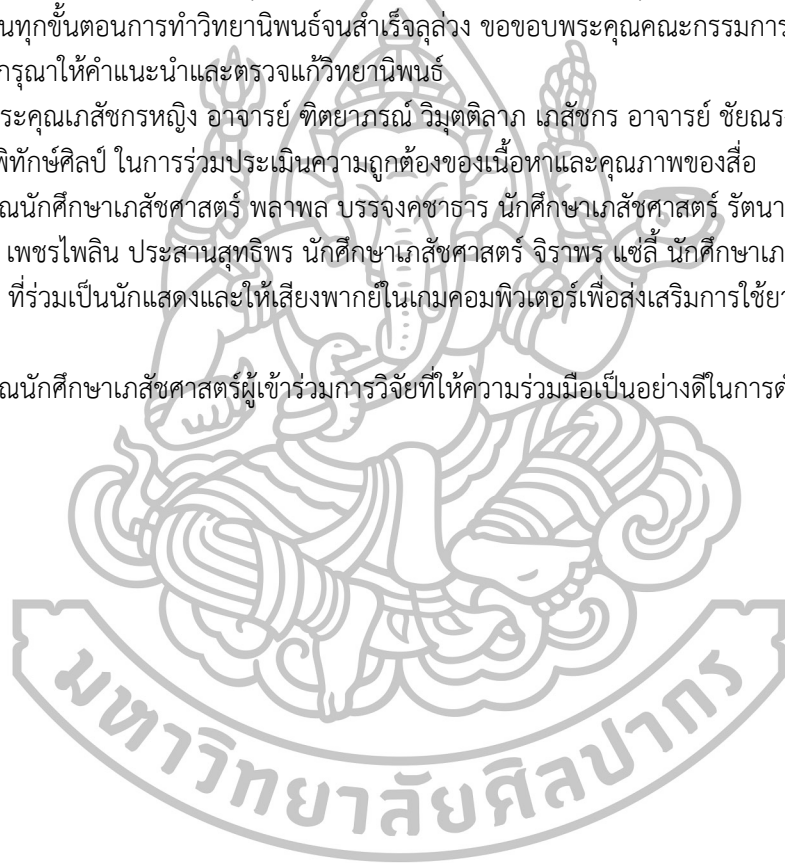 นทุกขั้นตอนการทำวิทยานิพนธ์จนสำเร็จลุล่วง ขอขอบพระคุณคณะกรรมการ
กรุณาให้คำแนะนำและตรวจแก้วิทยานิพนธ์
ระคุณเภสัชกรหญิง อาจารย์ ฑิตยาภรณ์ วิมุตติลาภ เภสัชกร อาจารย์ ชัยณร
พิทักษ์ศิลป์ ในการร่วมประเมินความถูกต้องของเนื้อหาและคุณภาพของสื่อ
ณนักศึกษาเภสัชศาสตร์ พลาพล บรรจงคชาธาร นักศึกษาเภสัชศาสตร์ รัตนา
เพชรไพลิน ประสานสุทธิพร นักศึกษาเภสัชศาสตร์ จิราพร แซ่ลี้ นักศึกษาเภ
ที่ร่วมเป็นนักแสดงและให้เสียงพากย์ในเกมคอมพิวเตอร์เพื่อส่งเสริมการใช้ยา
ณนักศึกษาเภสัชศาสตร์ผู้เข้าร่วมการวิจัยที่ให้ความร่วมมือเป็นอย่างดีในการดำ
มหาวิทยาลัยศิลปากร